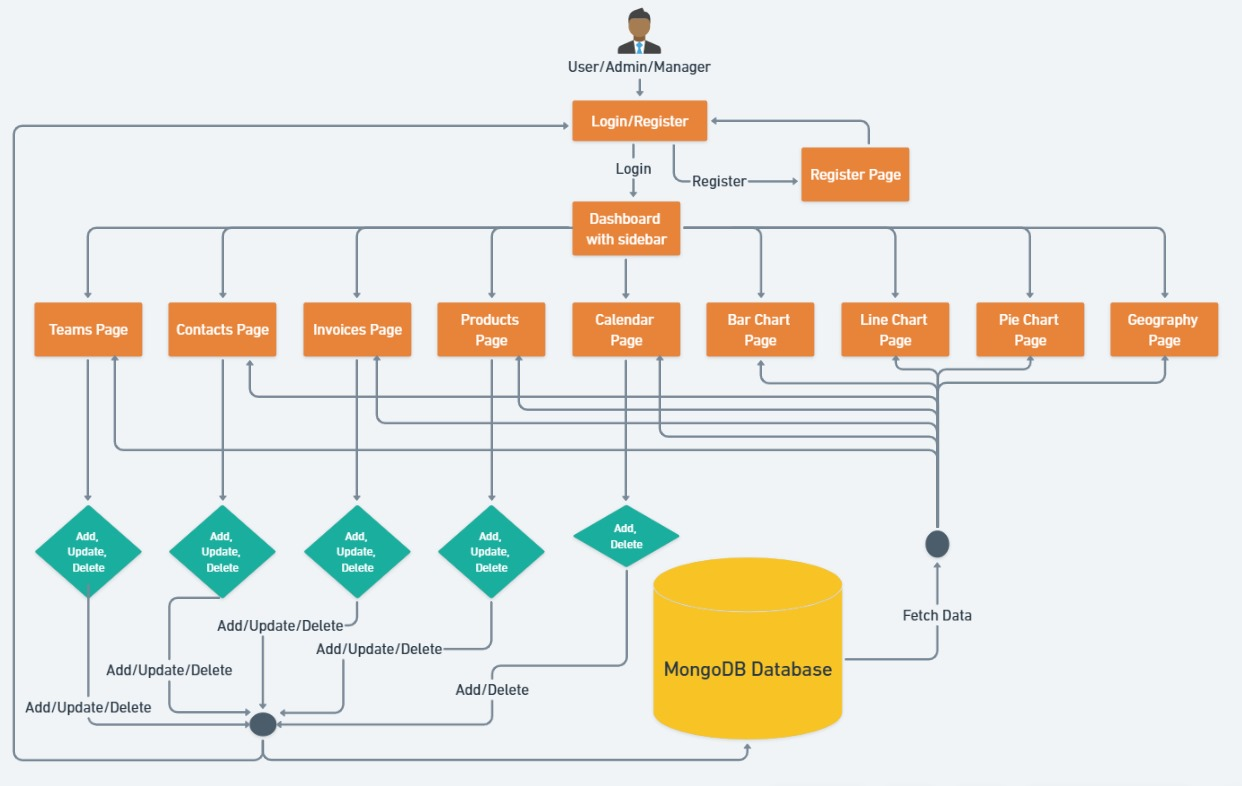 User/Admin/Manager
Login/Register
Login
Register
Register Page
Dashboard
with sidebar
Teams Page
Contacts Page
Invoices Page
Products
Page
Calendar
Page
Bar Chart
Page
Line Chart
Page
Pie Chart
Page
Geography
Page
Add,
Update,
Delete
Add,
Update,
Delete
Add,
Update,
Delete
Add,
Update,
Delete
Add,
Delete
Fetch Data
Add/Update/Delete
Add/Update/Delete
Add/Update/Delete
MongoDB Database
Add/Delete
Add/Update/Delete